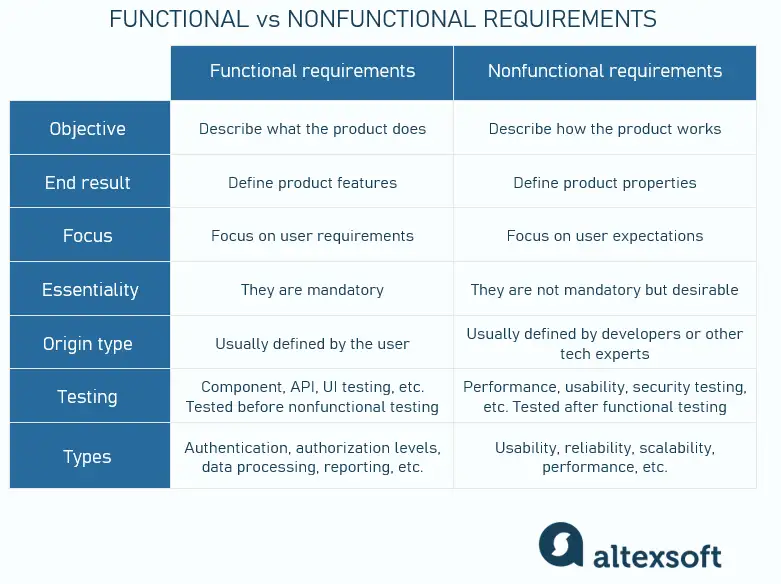 FUNCTIONAL vs NONFUNCTIONAL REQUIREMENTS
Functional requirements
Nonfunctional requirements
Objective
Describe what the product does
Describe how the product works
End result
Define product features
Define product properties
Focus
Focus on user requirements
Focus on user expectations
Essentiality
They are mandatory
They are not mandatory but desirable
Origin type
Usually defined by the user
Usually defined by developers or other
tech experts
Testing
Component, API, UI testing, etc.
Tested before nonfunctional testing
Performance, usability, security testing,
etc. Tested after functional testing
Types
Authentication, authorization levels,
data processing, reporting, etc.
Usability, reliability, scalability,
performance, etc.
altexsoft